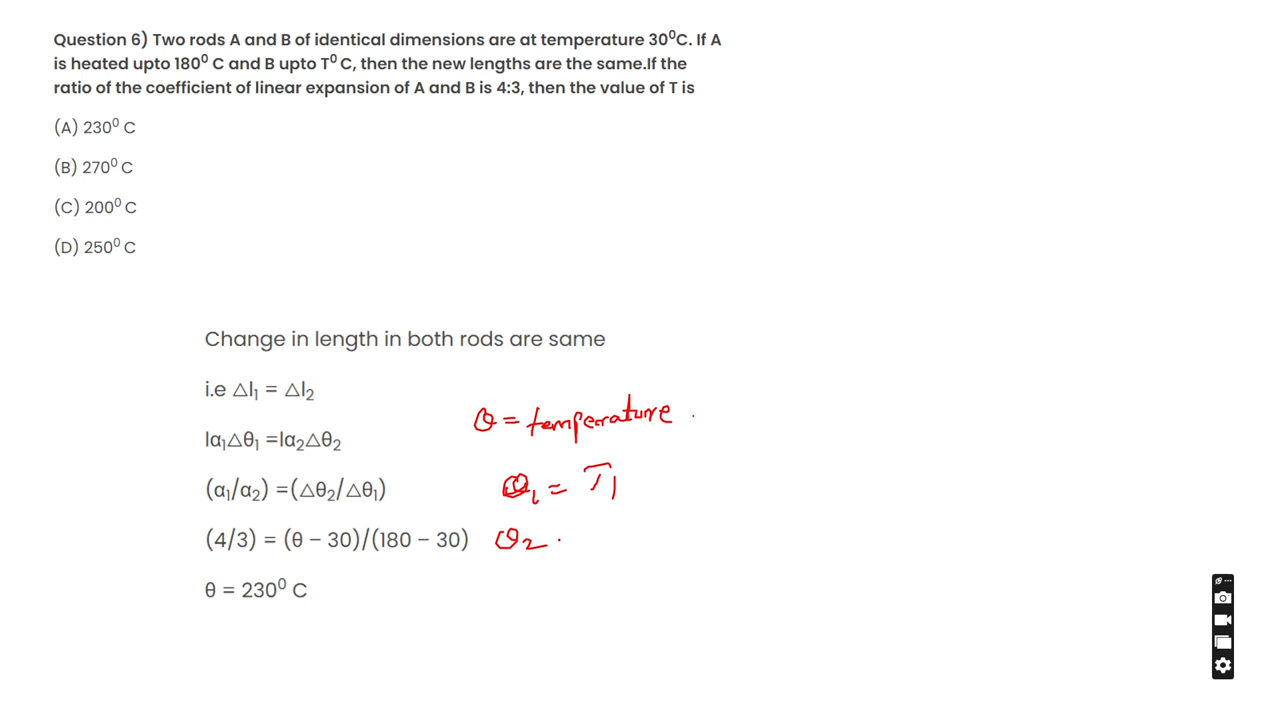 Question 6) Two rods A and B of identical dimensions are at temperature 30⁰C. If A
is heated upto 180⁰ C and B upto T⁰ C, then the new lengths are the same.If the
ratio of the coefficient of linear expansion of A and B is 4:3, then the value of T is
(A) 230⁰ C
(B) 270⁰ C
(C) 200⁰ C
(D) 250⁰ C
Change in length in both rods are same
i.e △l₁ = △l₂
lα₁△θ₁ =lα₂△θ₂
θ = temperature .
(α₁/α₂) =(△θ₂/△θ₁)
θ₁ = T₁
(4/3) = (θ − 30)/(180 − 30)
θ₂ .
θ = 230⁰ C